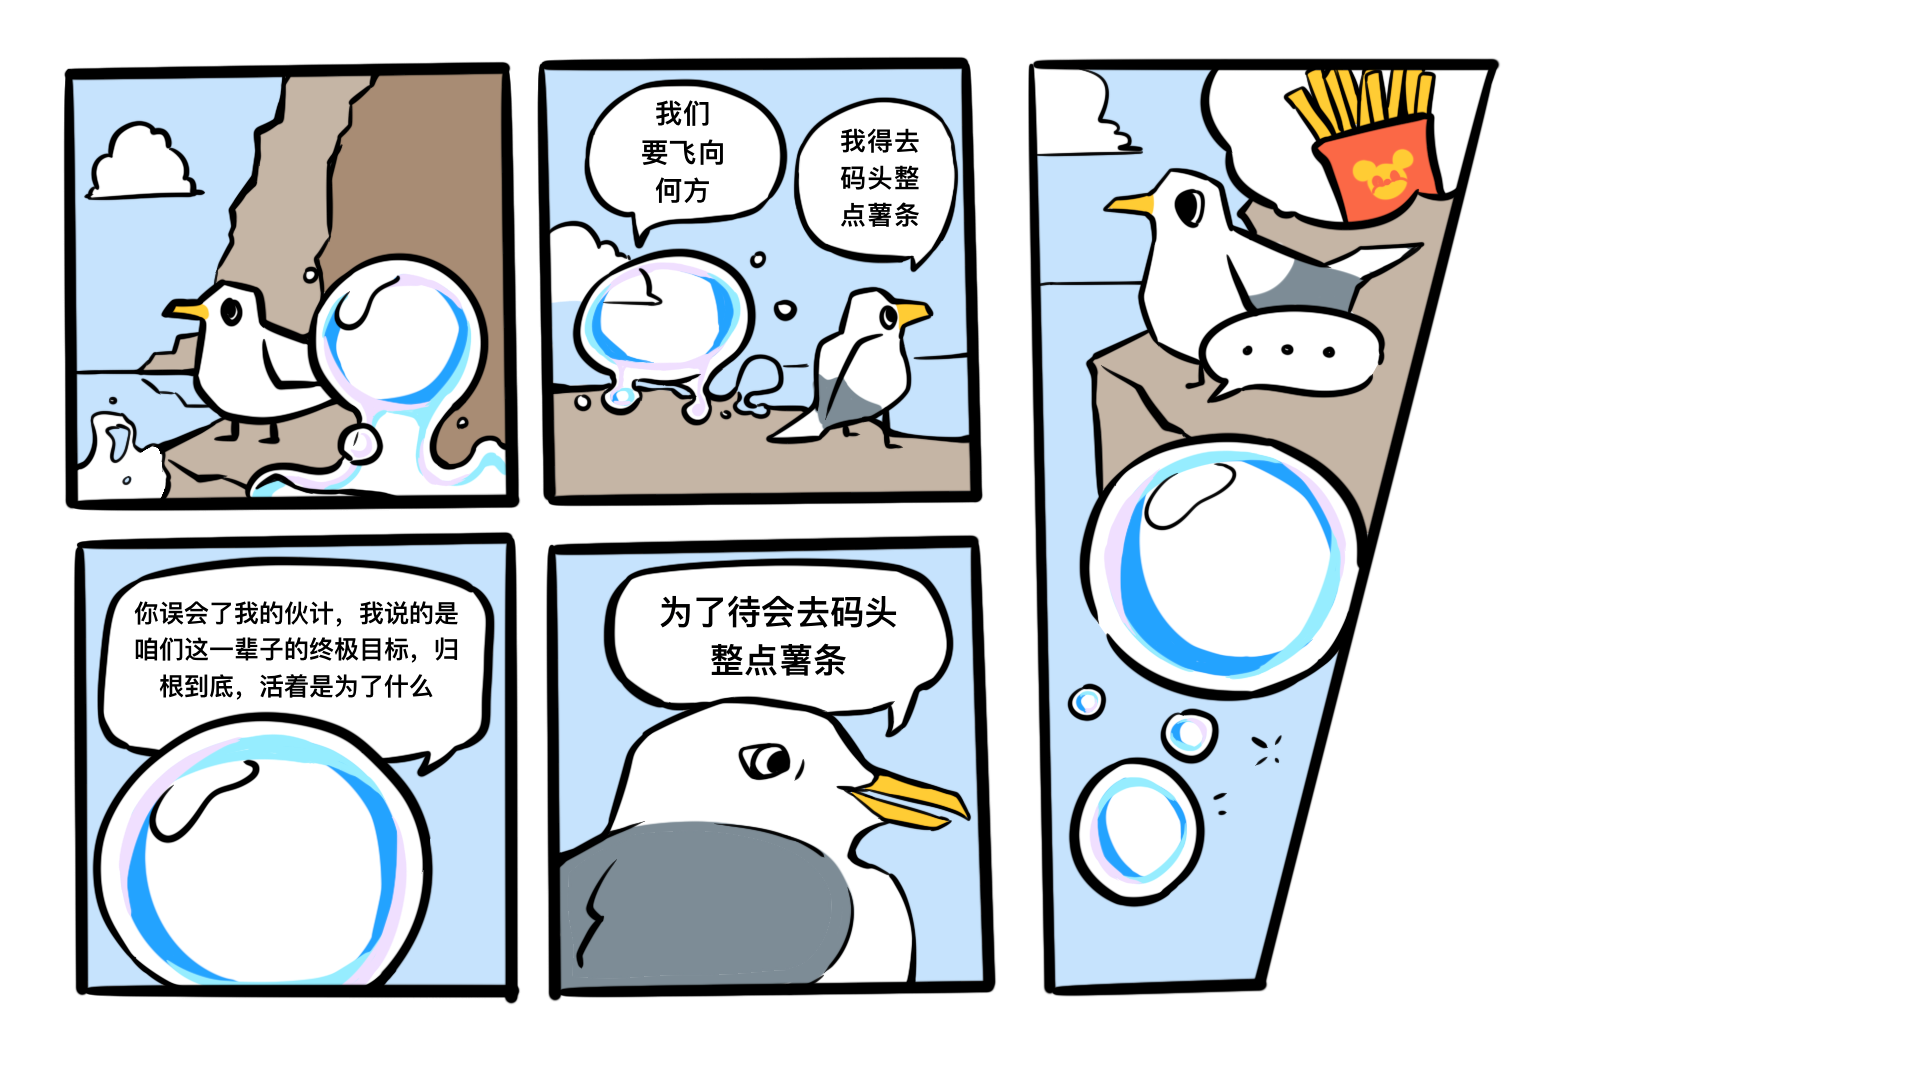 我们
要飞向
何方
我得去
码头整
点薯条
你误会了我的伙计，我说的是
咱们这一辈子的终极目标，归
根到底，活着是为了什么
为了待会去码头
整点薯条
...